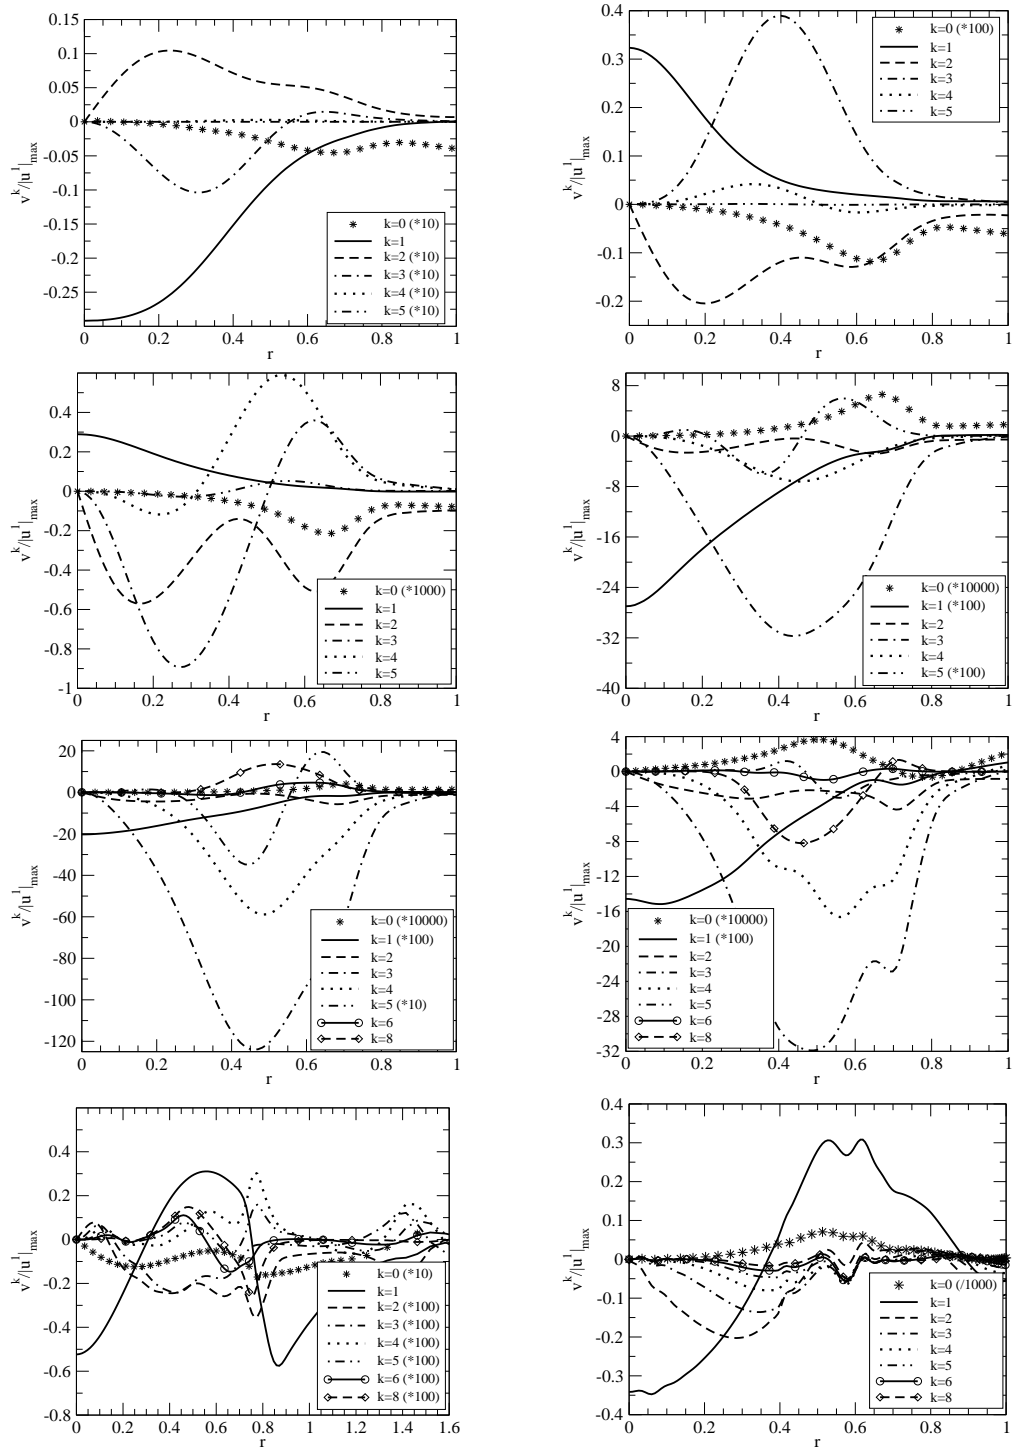 0.15
0.1
0.05
0
-0.05
-0.1
-0.15
-0.2
-0.25
v^k/|u^1|_max
k=0 (*10)
k=1
k=2 (*10)
k=3 (*10)
k=4 (*10)
k=5 (*10)
0 0.2 0.4 0.6 0.8 1
r
0.4
0.3
0.2
0.1
0
-0.1
-0.2
v^k/|u^1|_max
k=0 (*100)
k=1
k=2
k=3
k=4
k=5
0 0.2 0.4 0.6 0.8 1
r
0.4
0.2
0
-0.2
-0.4
-0.6
-0.8
-1
v^k/|u^1|_max
k=0 (*1000)
k=1
k=2
k=3
k=4
k=5
0 0.2 0.4 0.6 0.8 1
r
8
0
-8
-16
-24
-32
-40
v^k/|u^1|_max
k=0 (*10000)
k=1 (*100)
k=2
k=3
k=4
k=5 (*100)
0 0.2 0.4 0.6 0.8 1
r
20
0
-20
-40
-60
-80
-100
-120
v^k/|u^1|_max
k=0 (*10000)
k=1 (*100)
k=2
k=3
k=4
k=5 (*10)
k=6
k=8
0 0.2 0.4 0.6 0.8 1
r
4
0
-4
-8
-12
-16
-20
-24
-28
-32
v^k/|u^1|_max
k=0 (*10000)
k=1 (*100)
k=2
k=3
k=4
k=5
k=6
k=8
0 0.2 0.4 0.6 0.8 1
r
0.4
0.2
0
-0.2
-0.4
-0.6
-0.8
v^k/|u^1|_max
k=0 (*10)
k=1
k=2 (*100)
k=3 (*100)
k=4 (*100)
k=5 (*100)
k=6 (*100)
k=8 (*100)
0 0.2 0.4 0.6 0.8 1 1.2 1.4 1.6
r
0.4
0.3
0.2
0.1
0
-0.1
-0.2
-0.3
-0.4
v^k/|u^1|_max
k=0 (/1000)
k=1
k=2
k=3
k=4
k=5
k=6
k=8
0 0.2 0.4 0.6 0.8 1
r